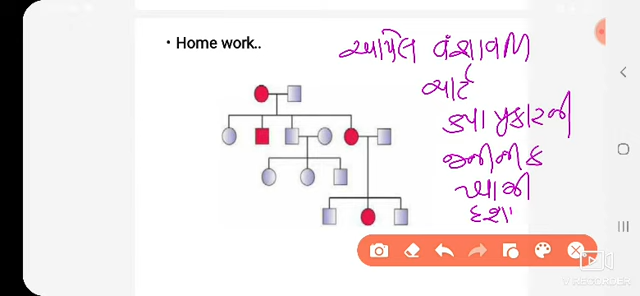 • Home work..
આપેલ વંશાવળી
ચાર્ટ
કયા પ્રકારની
જનીનીક
ખામી
દર્શા